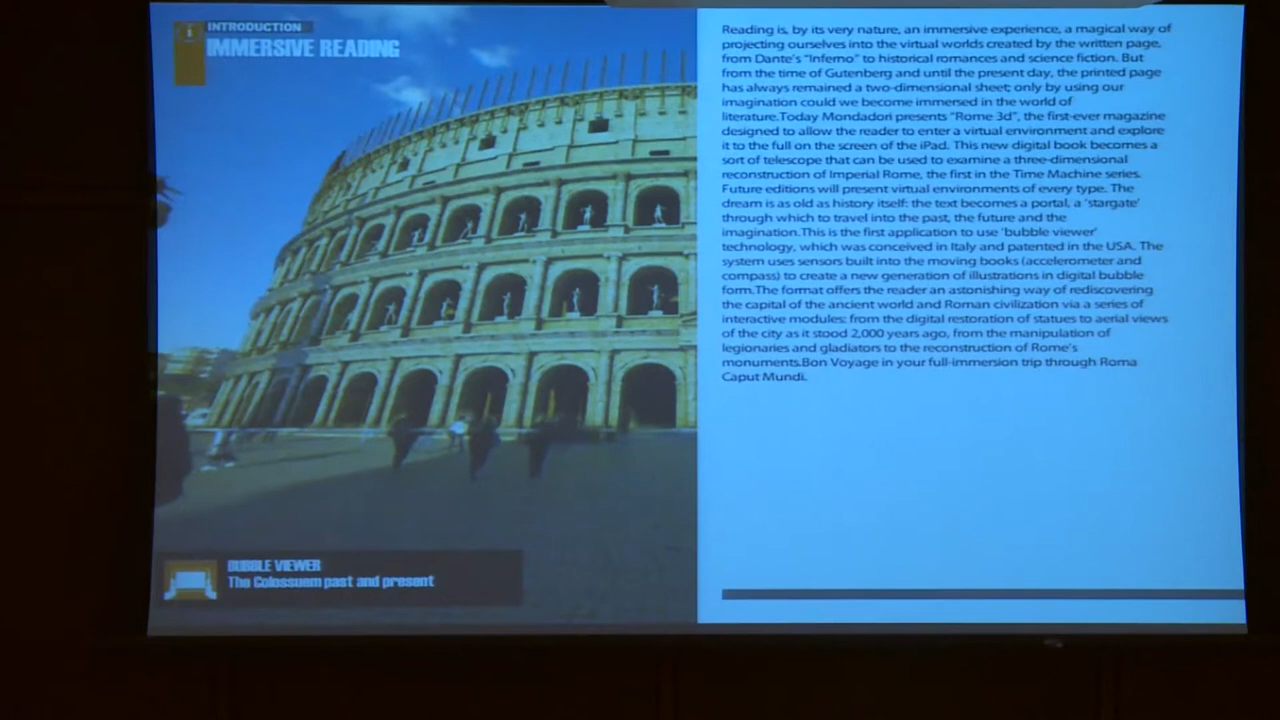 INTRODUCTION
IMMERSIVE READING
BUBBLE VIEWER
The Colossuem past and present
Reading is, by its very nature, an immersive experience, a magical way of
projecting ourselves into the virtual worlds created by the written page,
from Dante's "Inferno" to historical romances and science fiction. But
from the time of Gutenberg and until the present day, the printed page
has always remained a two-dimensional sheet; only by using our
imagination could we become immersed in the world of
literature.Today Mondadori presents "Rome 3d", the first-ever magazine
designed to allow the reader to enter a virtual environment and explore
it to the full on the screen of the iPad. This new digital book becomes a
sort of telescope that can be used to examine a three-dimensional
reconstruction of Imperial Rome, the first in the Time Machine series.
Future editions will present virtual environments of every type. The
dream is as old as history itself: the text becomes a portal, a 'stargate'
through which to travel into the past, the future and the
imagination.This is the first application to use 'bubble viewer'
technology, which was conceived in Italy and patented in the USA. The
system uses sensors built into the moving books (accelerometer and
compass) to create a new generation of illustrations in digital bubble
form.The format offers the reader an astonishing way of rediscovering
the capital of the ancient world and Roman civilization via a series of
interactive modules: from the digital restoration of statues to aerial views
of the city as it stood 2,000 years ago, from the manipulation of
legionaries and gladiators to the reconstruction of Rome's
monuments.Bon Voyage in your full-immersion trip through Roma
Caput Mundi.